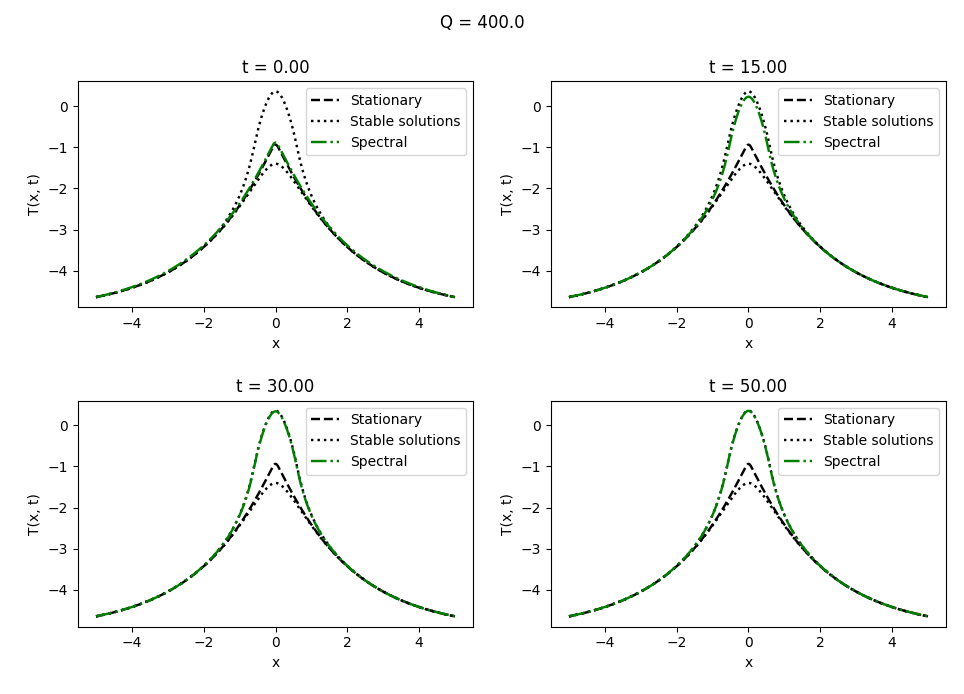 Q = 400.0
t = 0.00
T(x, t)
0
−1
−2
−3
−4
Stationary
Stable solutions
Spectral
−4 −2 0 2 4
x
t = 15.00
T(x, t)
0
−1
−2
−3
−4
Stationary
Stable solutions
Spectral
−4 −2 0 2 4
x
t = 30.00
T(x, t)
0
−1
−2
−3
−4
Stationary
Stable solutions
Spectral
−4 −2 0 2 4
x
t = 50.00
T(x, t)
0
−1
−2
−3
−4
Stationary
Stable solutions
Spectral
−4 −2 0 2 4
x